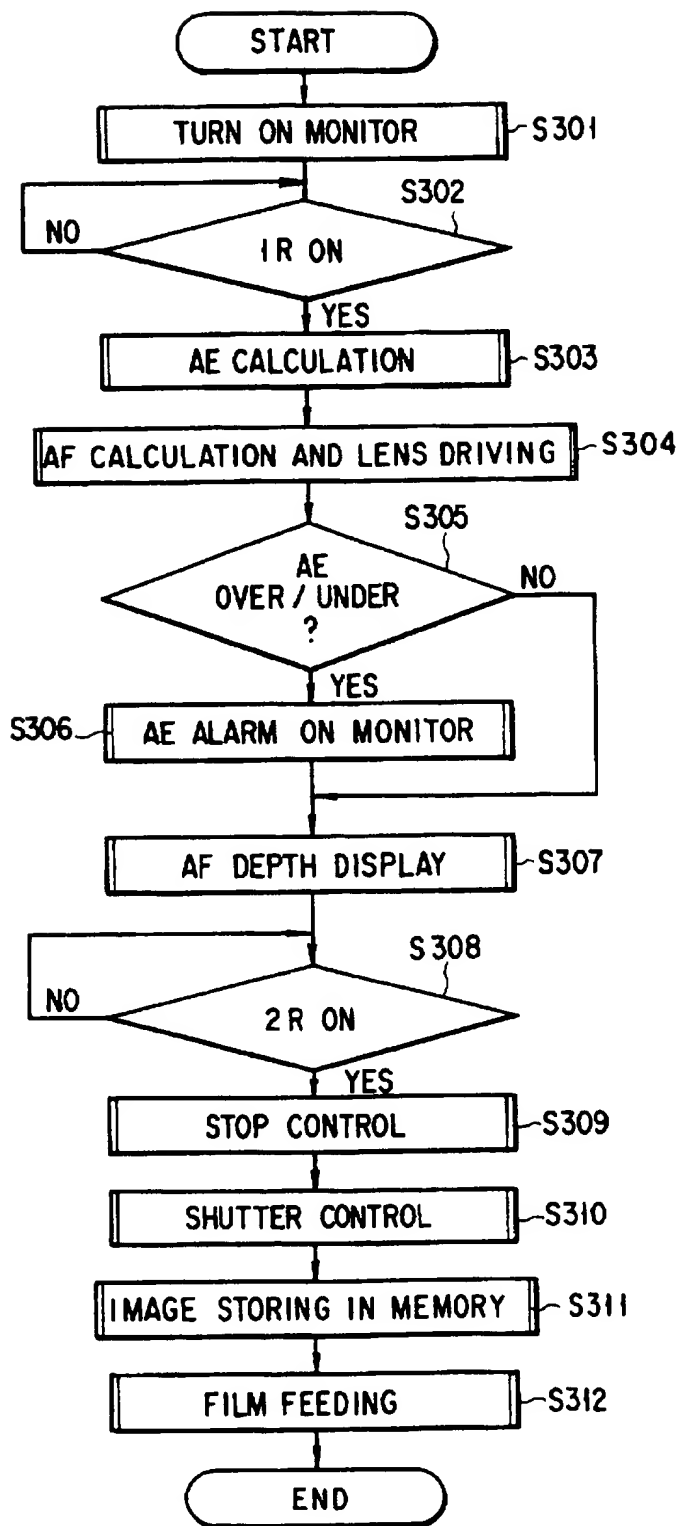 START
TURN ON MONITOR
S301
S302
NO
1R ON
YES
AE CALCULATION
S303
AF CALCULATION AND LENS DRIVING
S304
S305
AE
OVER / UNDER
?
NO
YES
S306
AE ALARM ON MONITOR
AF DEPTH DISPLAY
S307
S308
NO
2R ON
YES
STOP CONTROL
S309
SHUTTER CONTROL
S310
IMAGE STORING IN MEMORY
S311
FILM FEEDING
S312
END